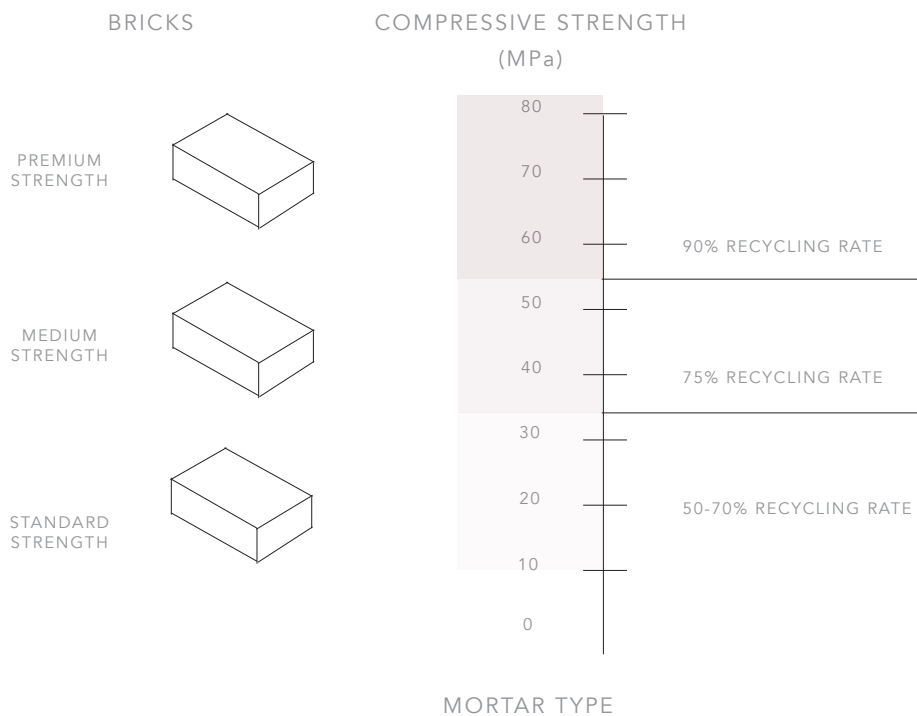 BRICKS
COMPRESSIVE STRENGTH
(MPa)
PREMIUM
STRENGTH
MEDIUM
STRENGTH
STANDARD
STRENGTH
80
70
60
50
40
30
20
10
0
90% RECYCLING RATE
75% RECYCLING RATE
50-70% RECYCLING RATE
MORTAR TYPE